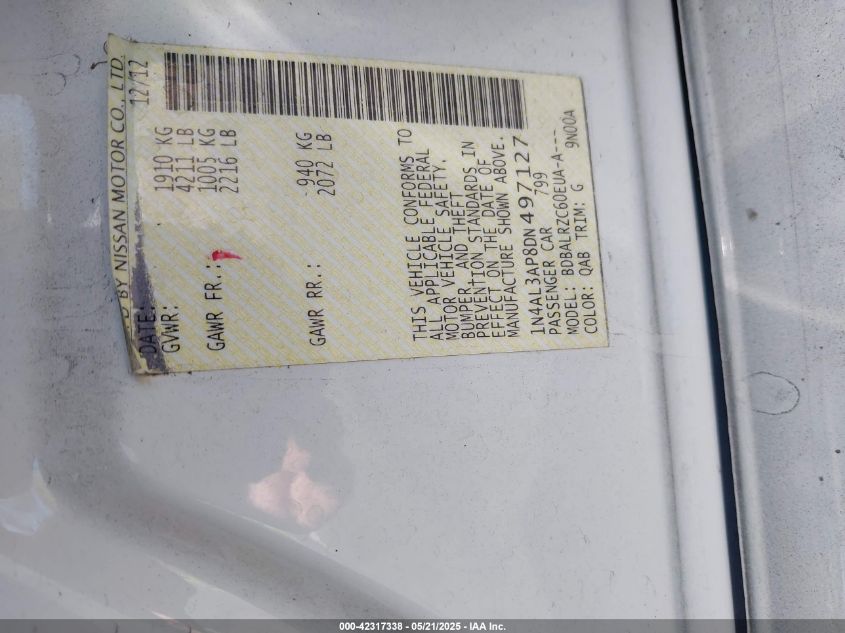 D BY NISSAN MOTOR CO., LTD.
DATE: 12/12
GVWR: 1910 KG
4211 LB
GAWR FR.: 1005 KG
2216 LB
GAWR RR.: 940 KG
2072 LB
THIS VEHICLE CONFORMS TO
ALL APPLICABLE FEDERAL
MOTOR VEHICLE SAFETY,
BUMPER, AND THEFT
PREVENTION STANDARDS IN
EFFECT ON THE DATE OF
MANUFACTURE SHOWN ABOVE.
1N4AL3AP8DN497127
PASSENGER CAR 799
MODEL: BDBALRZC60EUA-A---
COLOR: QAB TRIM: G 9N00A
000-42317338 - 05/21/2025 - IAA Inc.